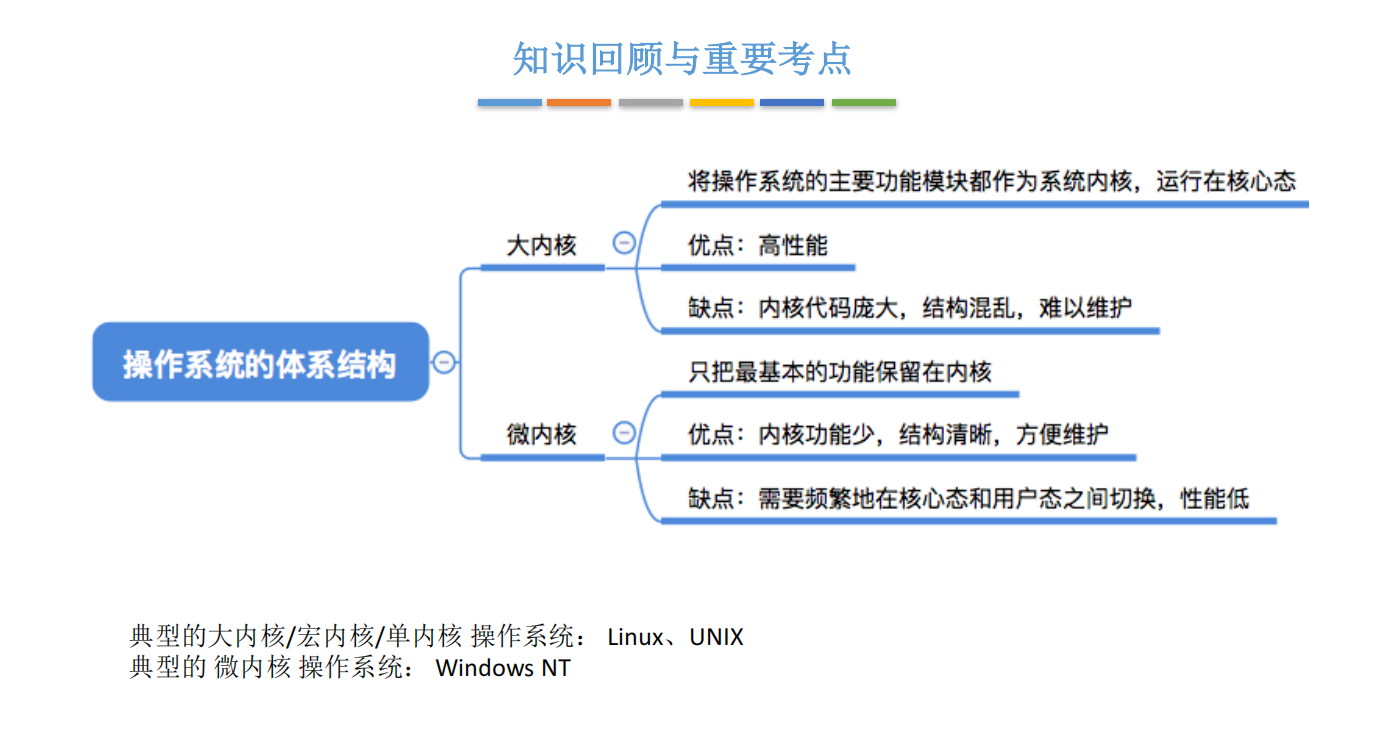 知识回顾与重要考点
将操作系统的主要功能模块都作为系统内核，运行在核心态
大内核
优点：高性能
缺点：内核代码庞大，结构混乱，难以维护
操作系统的体系结构
只把最基本的功能保留在内核
微内核
优点：内核功能少，结构清晰，方便维护
缺点：需要频繁地在核心态和用户态之间切换，性能低
典型的大内核/宏内核/单内核 操作系统： Linux、UNIX
典型的 微内核 操作系统： Windows NT